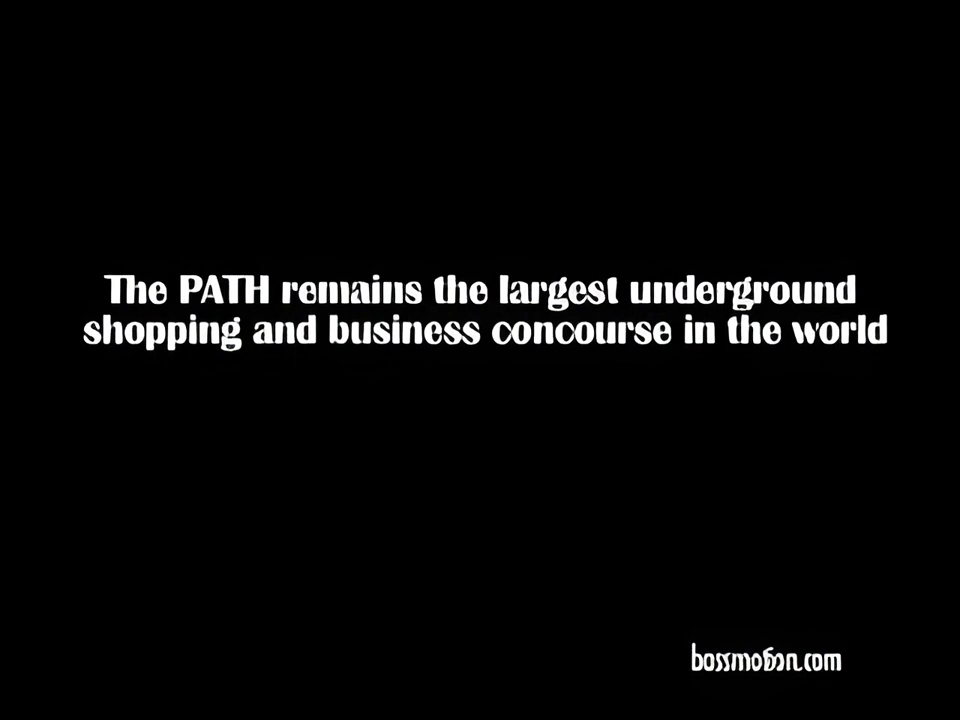 The PATH remains the largest underground
shopping and business concourse in the world